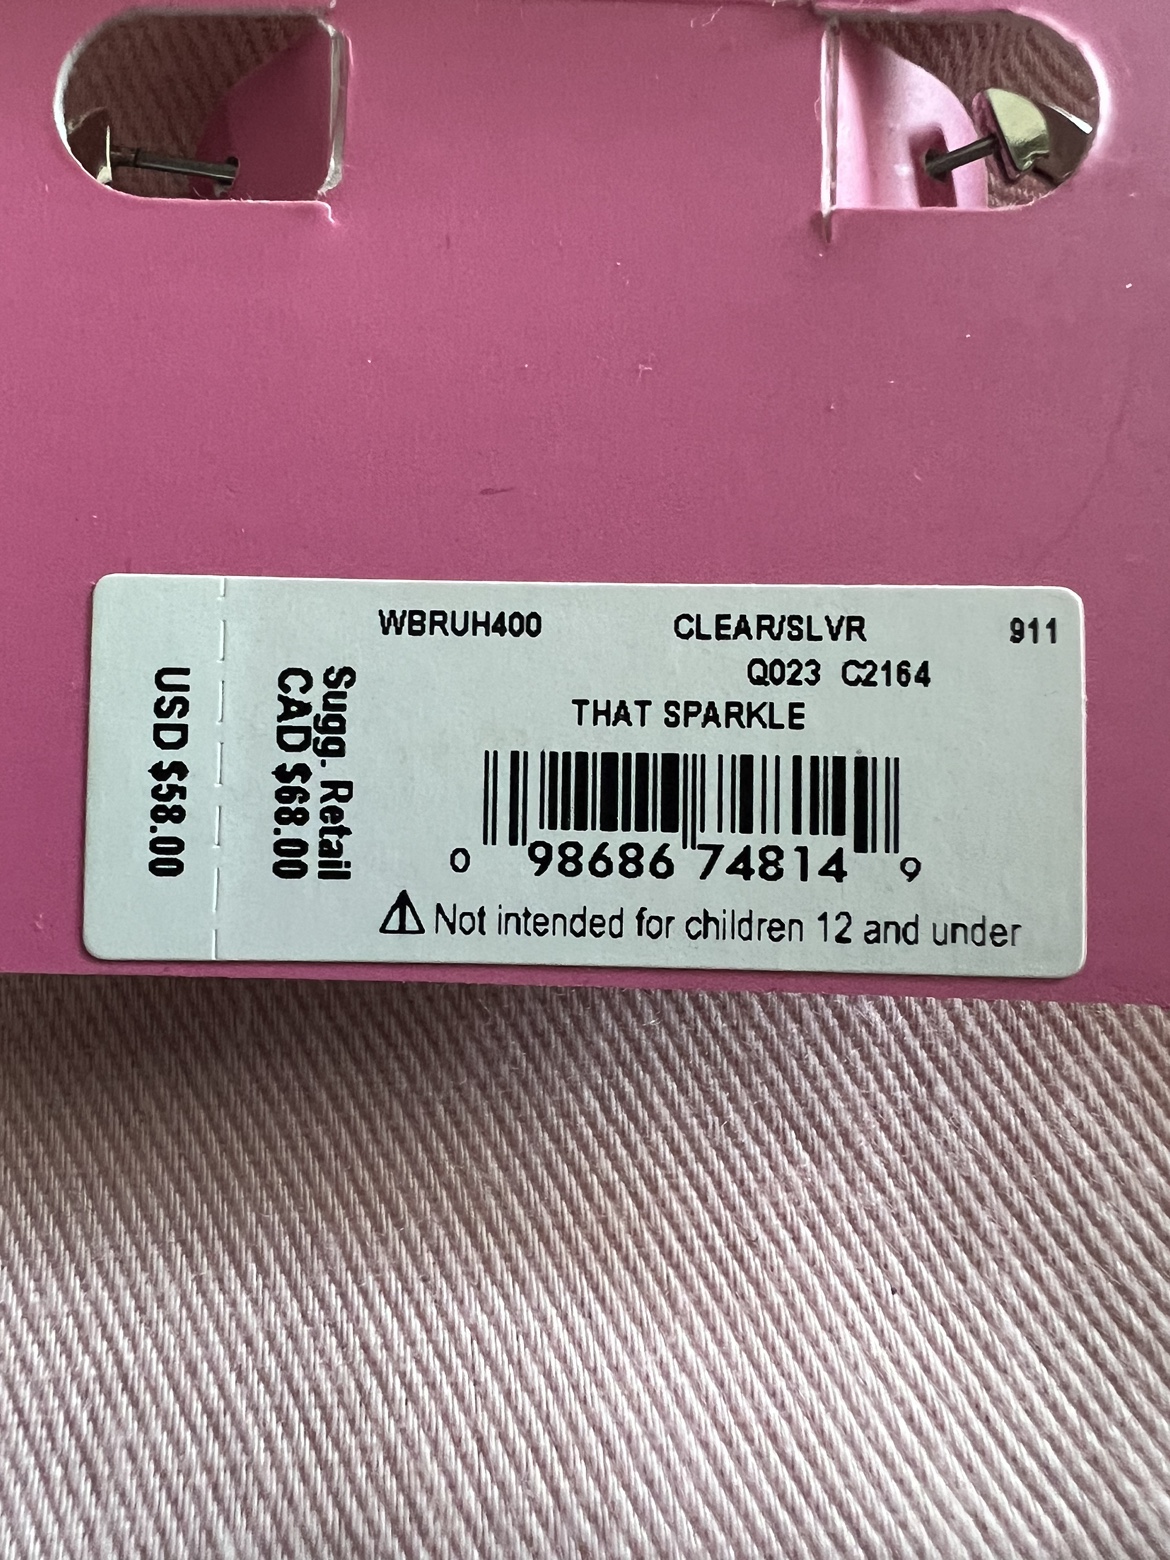 WBRUH400 CLEAR/SLVR 911
Q023 C2164
THAT SPARKLE
0 98686 74814 9
⚠ Not intended for children 12 and under
Sugg. Retail
CAD $68.00
USD $58.00